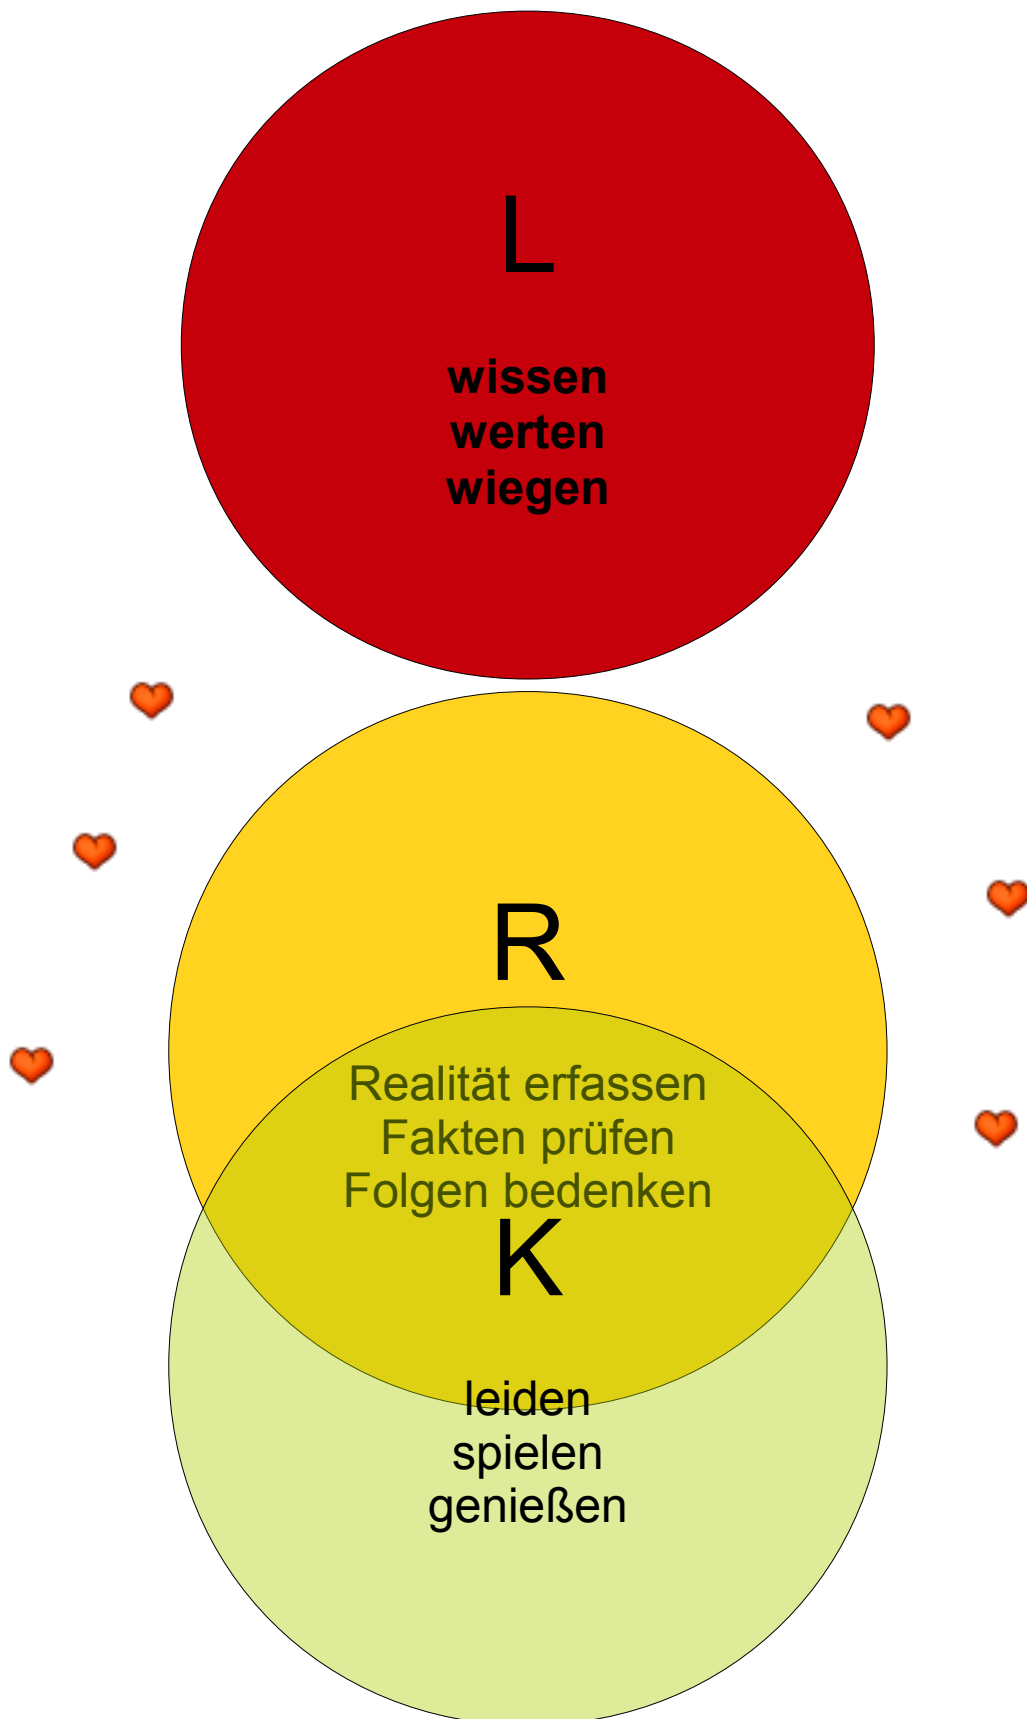 L
wissen
werten
wiegen
R
Realität erfassen
Fakten prüfen
Folgen bedenken
K
leiden
spielen
genießen